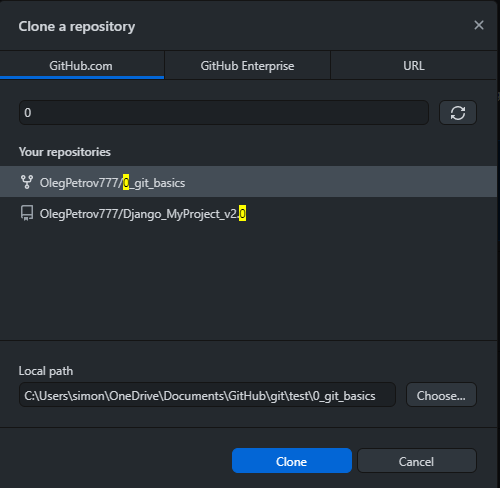 Clone a repository
GitHub.com GitHub Enterprise URL
0
Your repositories
OlegPetrov777/0_git_basics
OlegPetrov777/Django_MyProject_v2.0
Local path
C:\Users\simon\OneDrive\Documents\GitHub\git\test\0_git_basics Choose...
Clone Cancel